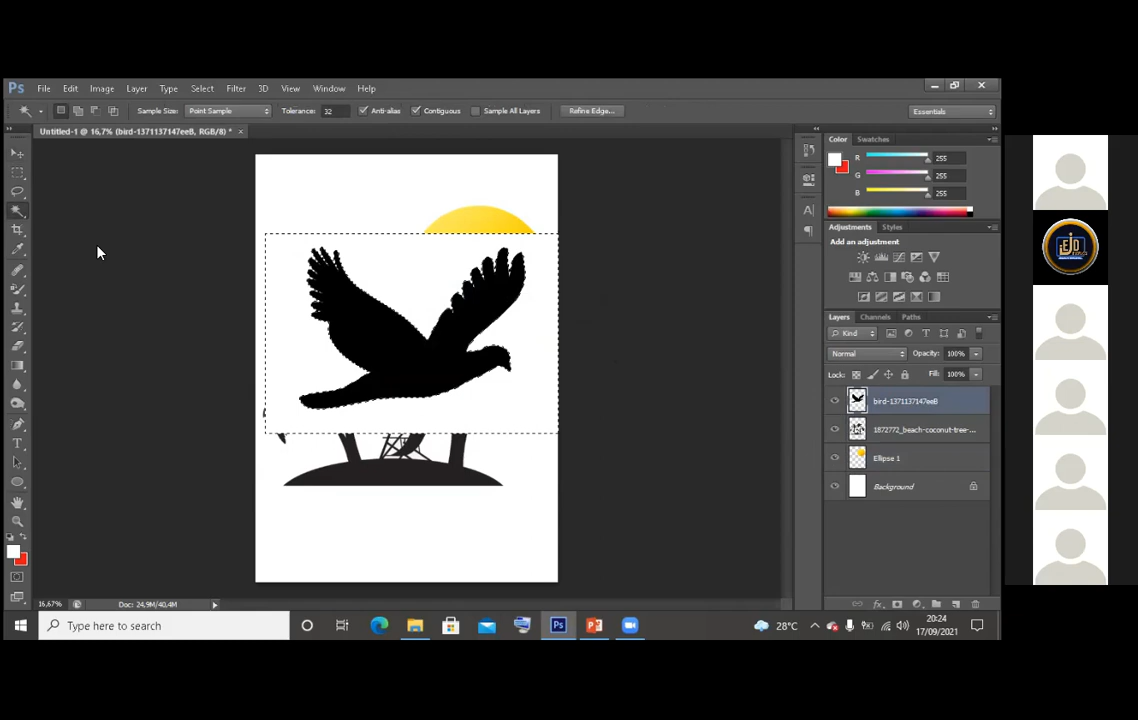 Ps File Edit Image Layer Type Select Filter 3D View Window Help
Sample Size: Point Sample Tolerance: 32 Anti-alias Contiguous Sample All Layers Refine Edge... Essentials
Untitled-1 @ 16,7% (bird-1371137147eeB, RGB/8) * ×
Color Swatches
R 255
G 255
B 255
Adjustments Styles
Add an adjustment
Layers Channels Paths
Kind
Normal Opacity: 100%
Lock: Fill: 100%
bird-1371137147eeB
1872772_beach-coconut-tree-...
Ellipse 1
Background
16,67% Doc: 24,9M/40,4M
Type here to search
28°C
20:24
17/09/2021